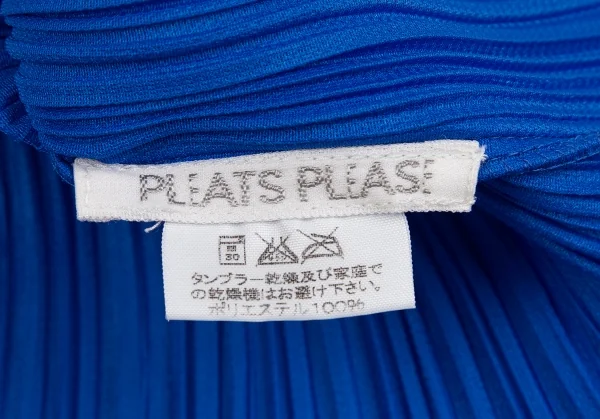 PLEATS PLEASE
タンブラー乾燥及び家庭で
の乾燥機はお避け下さい。
ポリエステル100%